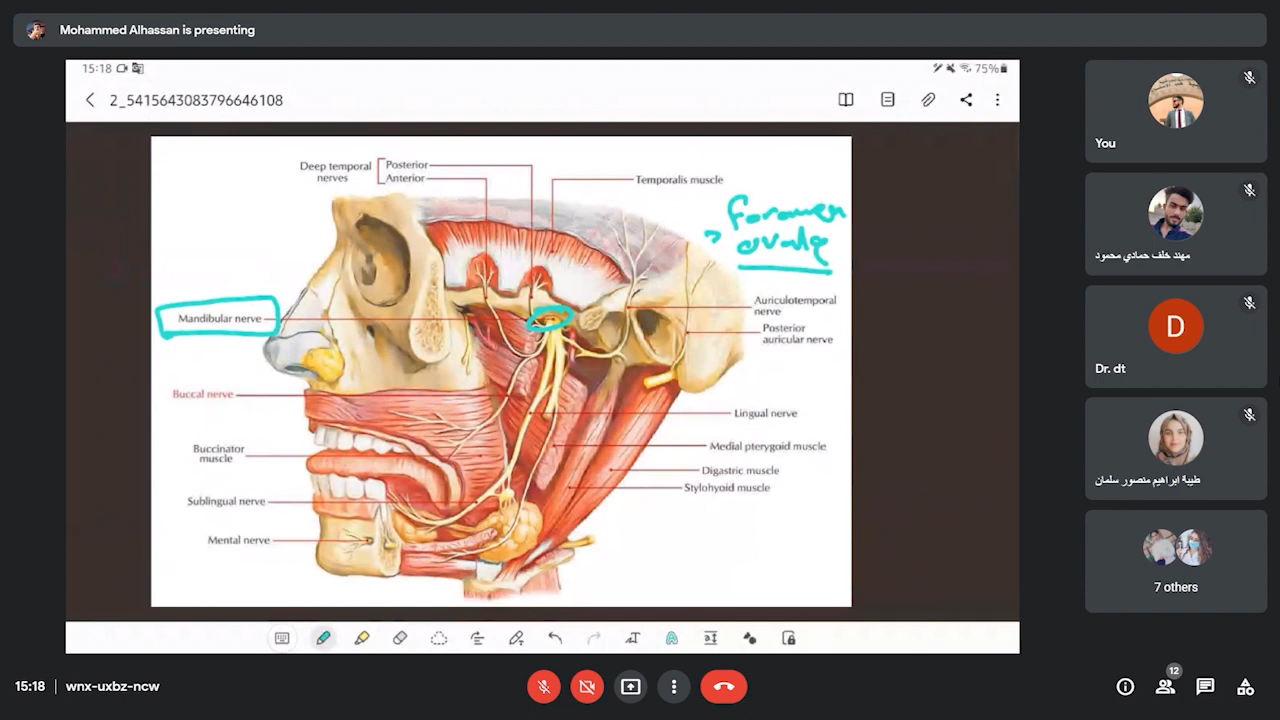 Mohammed Alhassan is presenting
15:18
75%
2_5415643083796646108
Deep temporal nerves
Posterior
Anterior
Temporalis muscle
Foramen
ovale
Mandibular nerve
Auriculotemporal
nerve
Posterior
auricular nerve
Buccal nerve
Lingual nerve
Buccinator
muscle
Medial pterygoid muscle
Digastric muscle
Stylohyoid muscle
Sublingual nerve
Mental nerve
You
مهند خلف حمادي محمود
D
Dr. dt
طيبة ابراهيم منصور سلمان
7 others
15:18 | wnx-uxbz-ncw
12